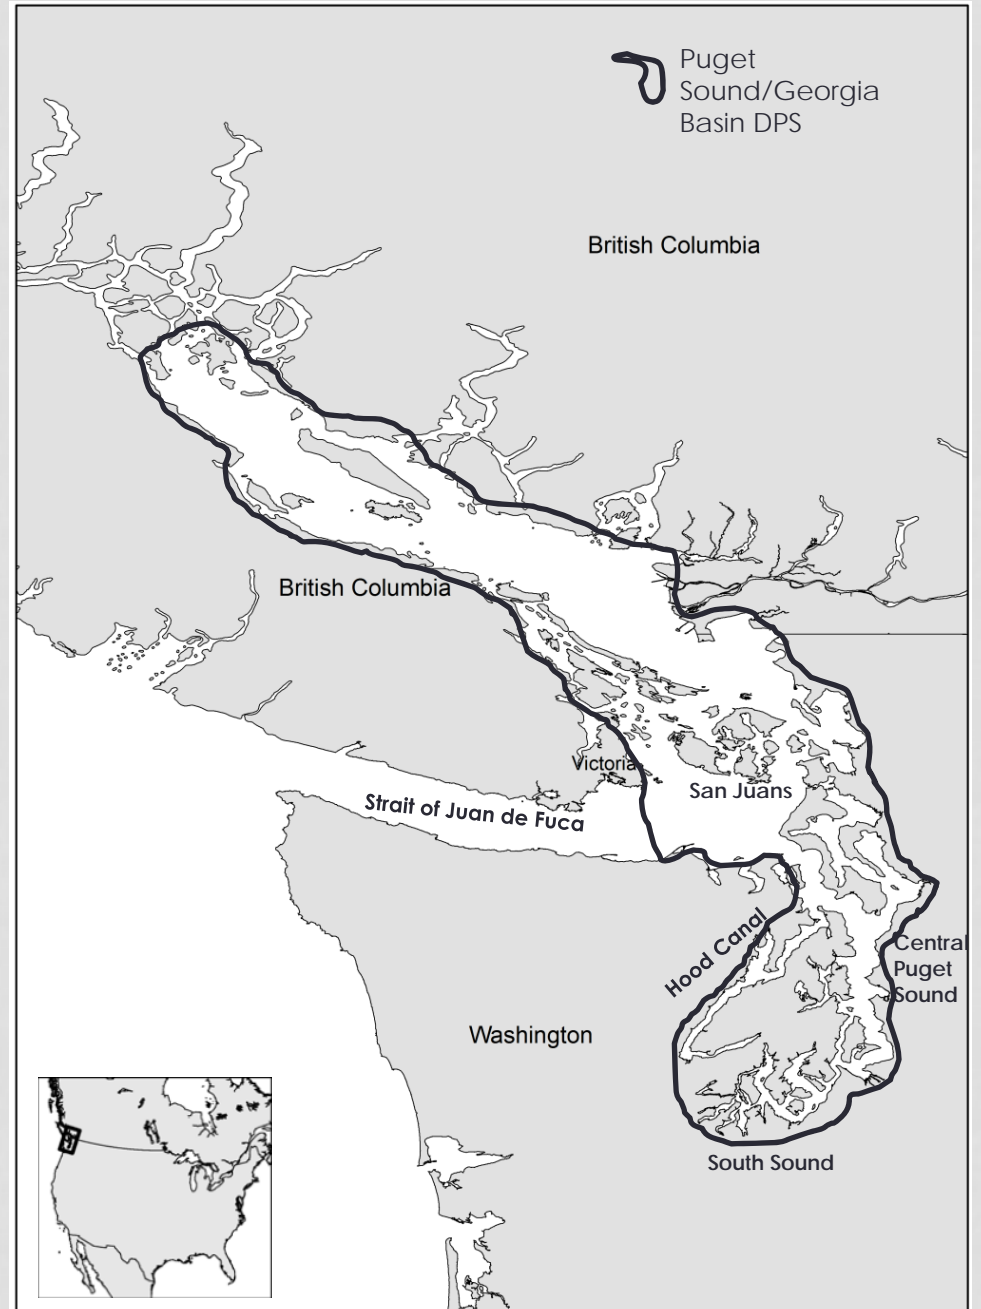 Puget
Sound/Georgia
Basin DPS
British Columbia
British Columbia
Victoria
San Juans
Strait of Juan de Fuca
Hood Canal
Central
Puget
Sound
Washington
South Sound